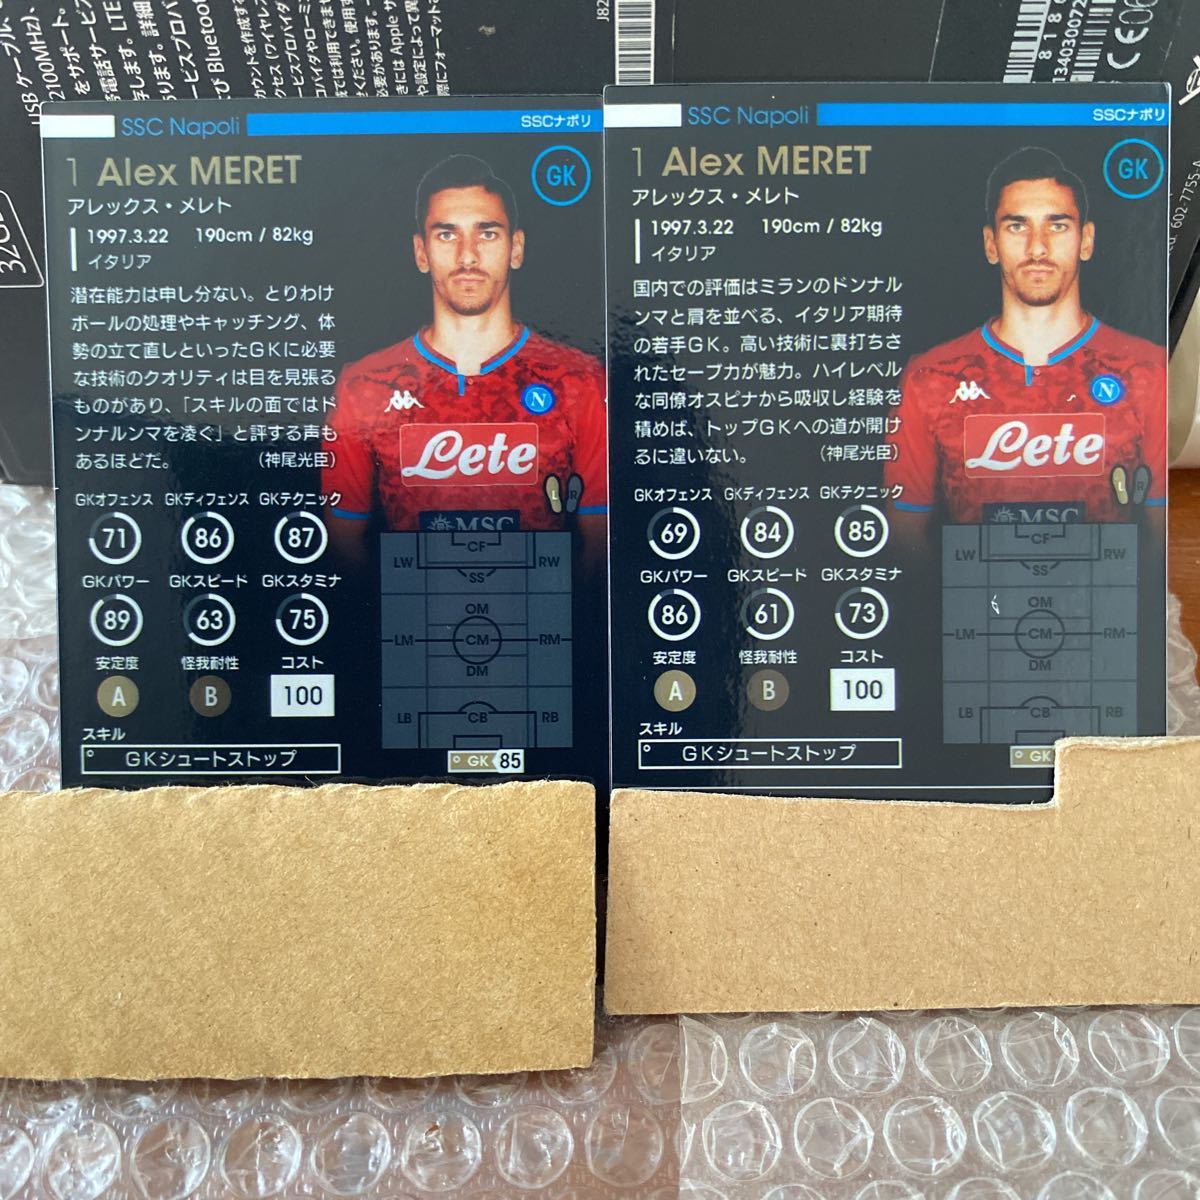 SSC Napoli
SSCナポリ
1 Alex MERET
GK
アレックス・メレト
1997.3.22 190cm / 82kg
イタリア
潜在能力は申し分ない。とりわけ
ボールの処理やキャッチング、体
勢の立て直しといったGKに必要
な技術のクオリティは目を見張る
ものがあり、「スキルの面ではド
ンナルンマを凌ぐ」と評する声も
あるほどだ。 (神尾光臣)
N
Lete
L R
MSC
GKオフェンス GKディフェンス GKテクニック
71 86 87
GKパワー GKスピード GKスタミナ
89 63 75
安定度 怪我耐性 コスト
A B 100
スキル
GKシュートストップ
CF
LW RW
SS
OM
LM CM RM
DM
LB CB RB
GK 85
SSC Napoli
SSCナポリ
1 Alex MERET
GK
アレックス・メレト
1997.3.22 190cm / 82kg
イタリア
国内での評価はミランのドンナル
ンマと肩を並べる、イタリア期待
の若手GK。高い技術に裏打ちさ
れたセーブ力が魅力。ハイレベル
な同僚オスピナから吸収し経験を
積めば、トップGKへの道が開け
るに違いない。 (神尾光臣)
N
Lete
L R
MSC
GKオフェンス GKディフェンス GKテクニック
69 84 85
GKパワー GKスピード GKスタミナ
86 61 73
安定度 怪我耐性 コスト
A B 100
スキル
GKシュートストップ
CF
LW RW
SS
OM
LM CM RM
DM
LB CB RB
GK
USB ケーブル、
2100MHz)、
をサポート。
32GB